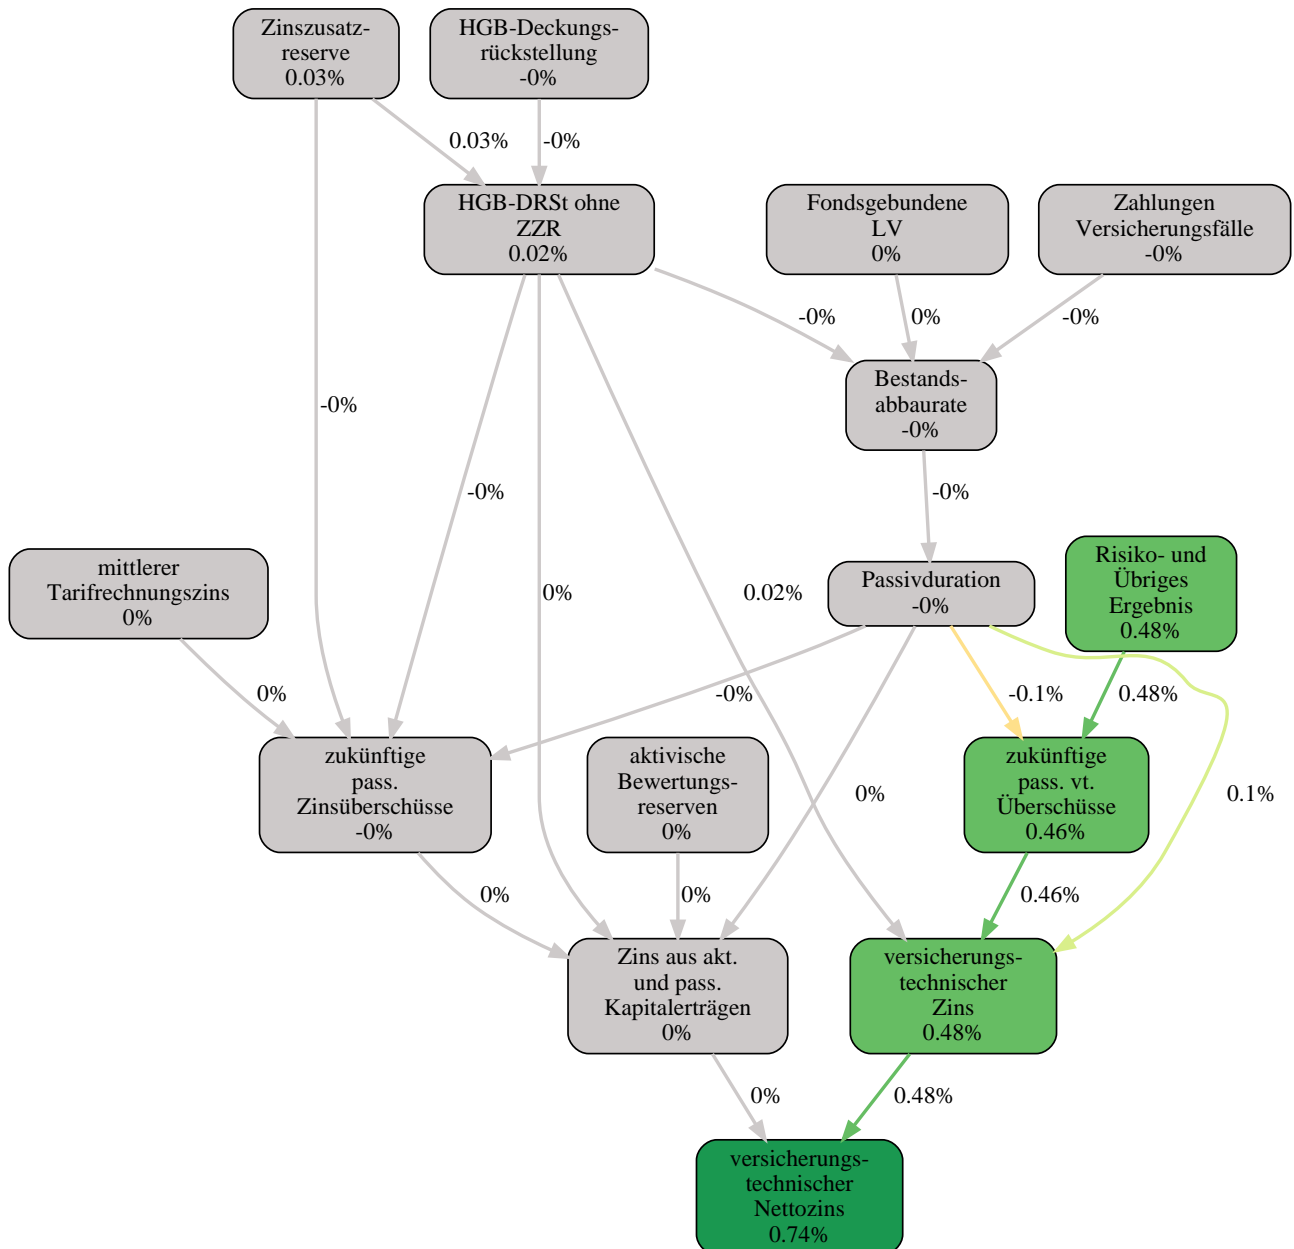 Zinszusatz-
reserve
0.03%
HGB-Deckungs-
rückstellung
-0%
0.03%
-0%
HGB-DRSt ohne
ZZR
0.02%
Fondsgebundene
LV
0%
Zahlungen
Versicherungsfälle
-0%
-0%
0%
-0%
Bestands-
abbaurate
-0%
-0%
-0%
-0%
mittlerer
Tarifrechnungszins
0%
0%
0.02%
Passivduration
-0%
Risiko- und
Übriges
Ergebnis
0.48%
0%
-0%
-0.1%
0.48%
zukünftige
pass.
Zinsüberschüsse
-0%
aktivische
Bewertungs-
reserven
0%
0%
zukünftige
pass. vt.
Überschüsse
0.46%
0.1%
0%
0%
0.46%
Zins aus akt.
und pass.
Kapitalerträgen
0%
versicherungs-
technischer
Zins
0.48%
0%
0.48%
versicherungs-
technischer
Nettozins
0.74%